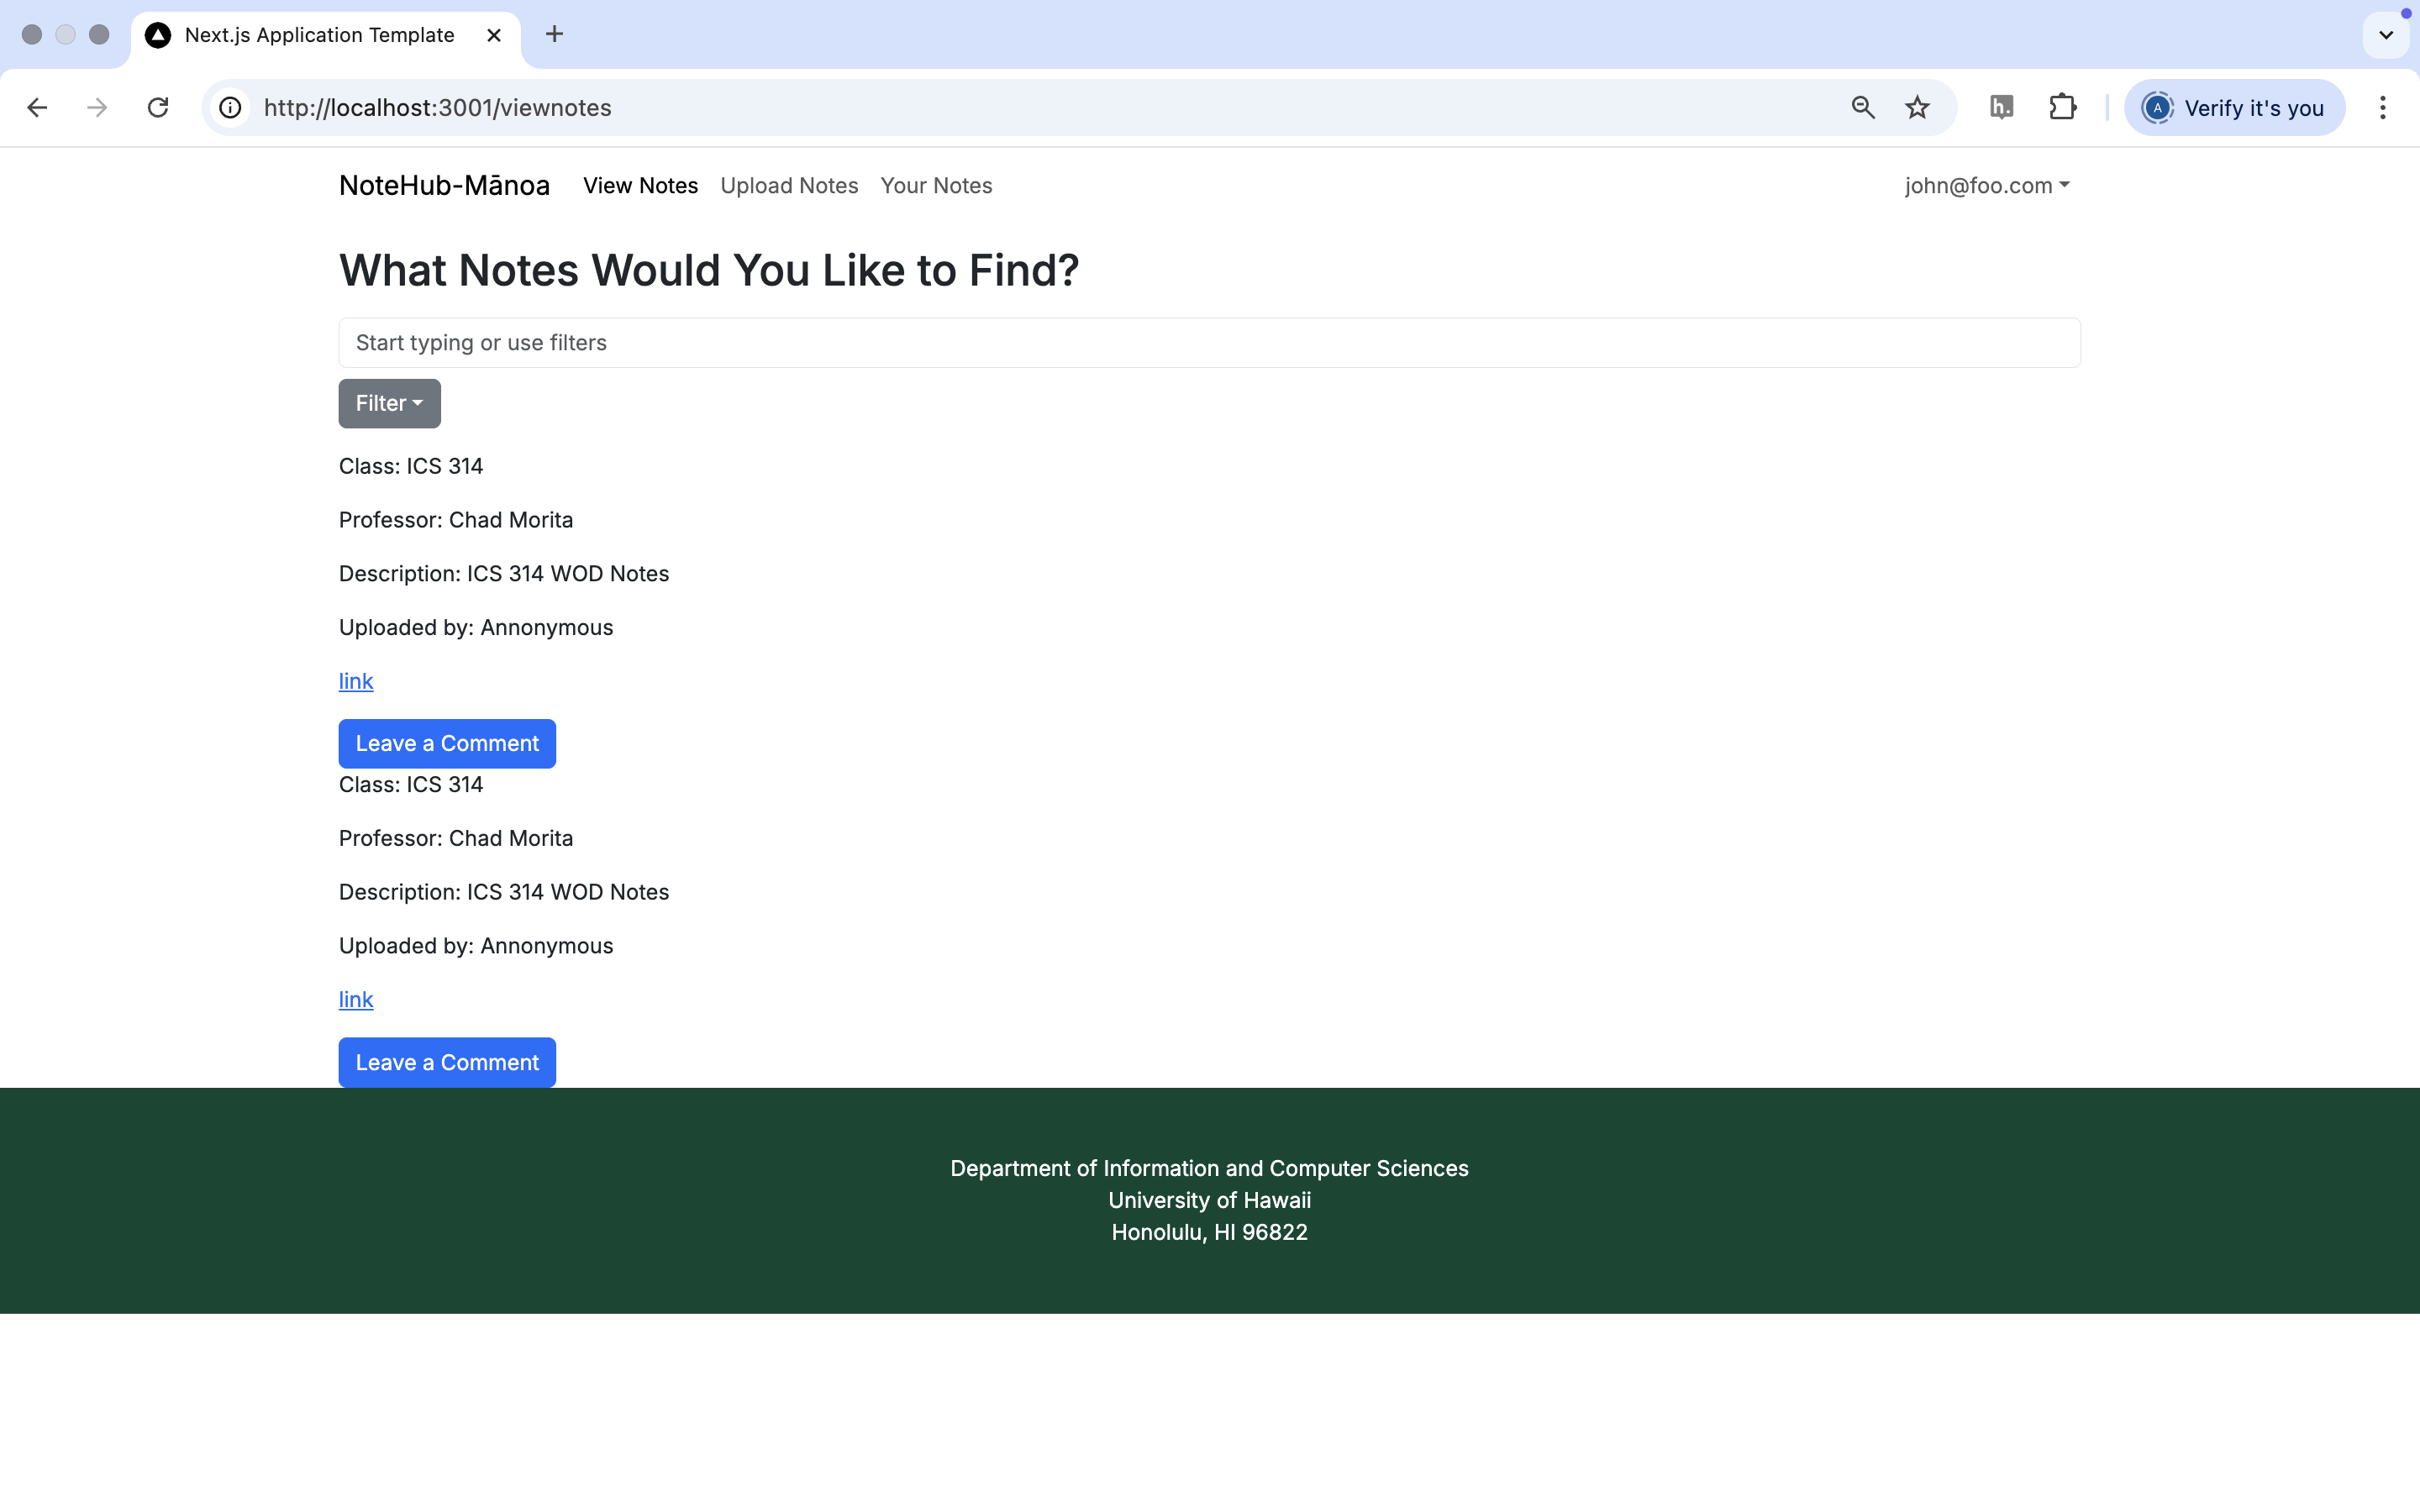 Next.js Application Template
http://localhost:3001/viewnotes
h.
A Verify it's you
NoteHub-Mānoa View Notes Upload Notes Your Notes john@foo.com
What Notes Would You Like to Find?
Start typing or use filters
Filter
Class: ICS 314
Professor: Chad Morita
Description: ICS 314 WOD Notes
Uploaded by: Annonymous
link
Leave a Comment
Class: ICS 314
Professor: Chad Morita
Description: ICS 314 WOD Notes
Uploaded by: Annonymous
link
Leave a Comment
Department of Information and Computer Sciences
University of Hawaii
Honolulu, HI 96822